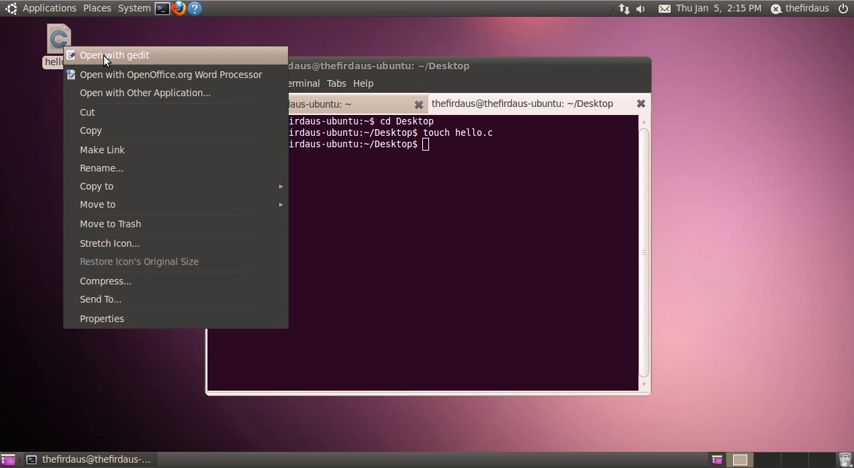 Applications Places System Thu Jan 5, 2:15 PM thefirdaus
hell
Open with gedit
Open with OpenOffice.org Word Processor
Open with Other Application...
Cut
Copy
Make Link
Rename...
Copy to
Move to
Move to Trash
Stretch Icon...
Restore Icon's Original Size
Compress...
Send To...
Properties
daus@thefirdaus-ubuntu: ~/Desktop
erminal Tabs Help
daus-ubuntu: ~
thefirdaus@thefirdaus-ubuntu: ~/Desktop
irdaus-ubuntu:~$ cd Desktop
irdaus-ubuntu:~/Desktop$ touch hello.c
irdaus-ubuntu:~/Desktop$
thefirdaus@thefirdaus-...